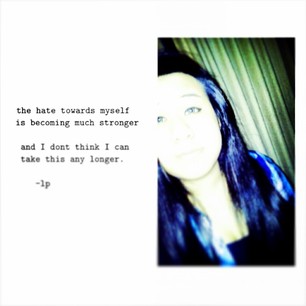 the hate towards myself
is becoming much stronger
and I dont think I can
take this any longer.
-lp